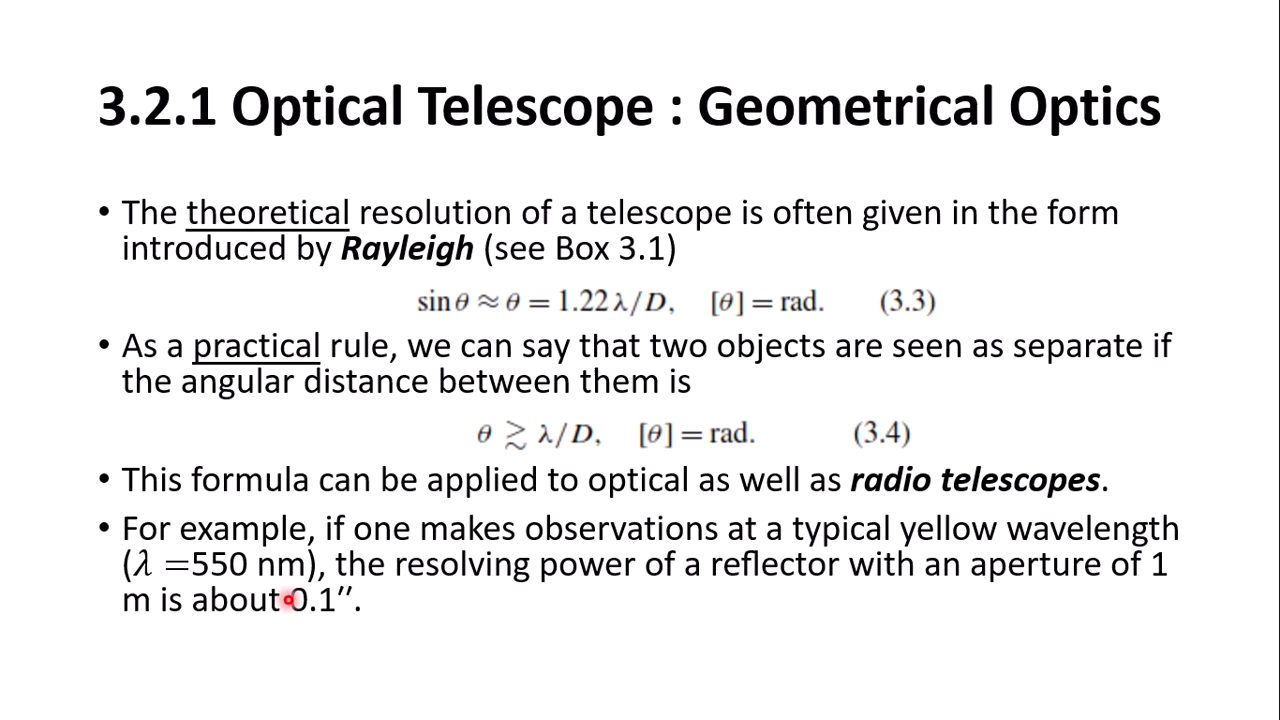 3.2.1 Optical Telescope : Geometrical Optics
• The theoretical resolution of a telescope is often given in the form
introduced by Rayleigh (see Box 3.1)
sin θ ≈ θ = 1.22 λ/D, [θ] = rad. (3.3)
• As a practical rule, we can say that two objects are seen as separate if
the angular distance between them is
θ ≳ λ/D, [θ] = rad. (3.4)
• This formula can be applied to optical as well as radio telescopes.
• For example, if one makes observations at a typical yellow wavelength
(λ =550 nm), the resolving power of a reflector with an aperture of 1
m is about 0.1″.